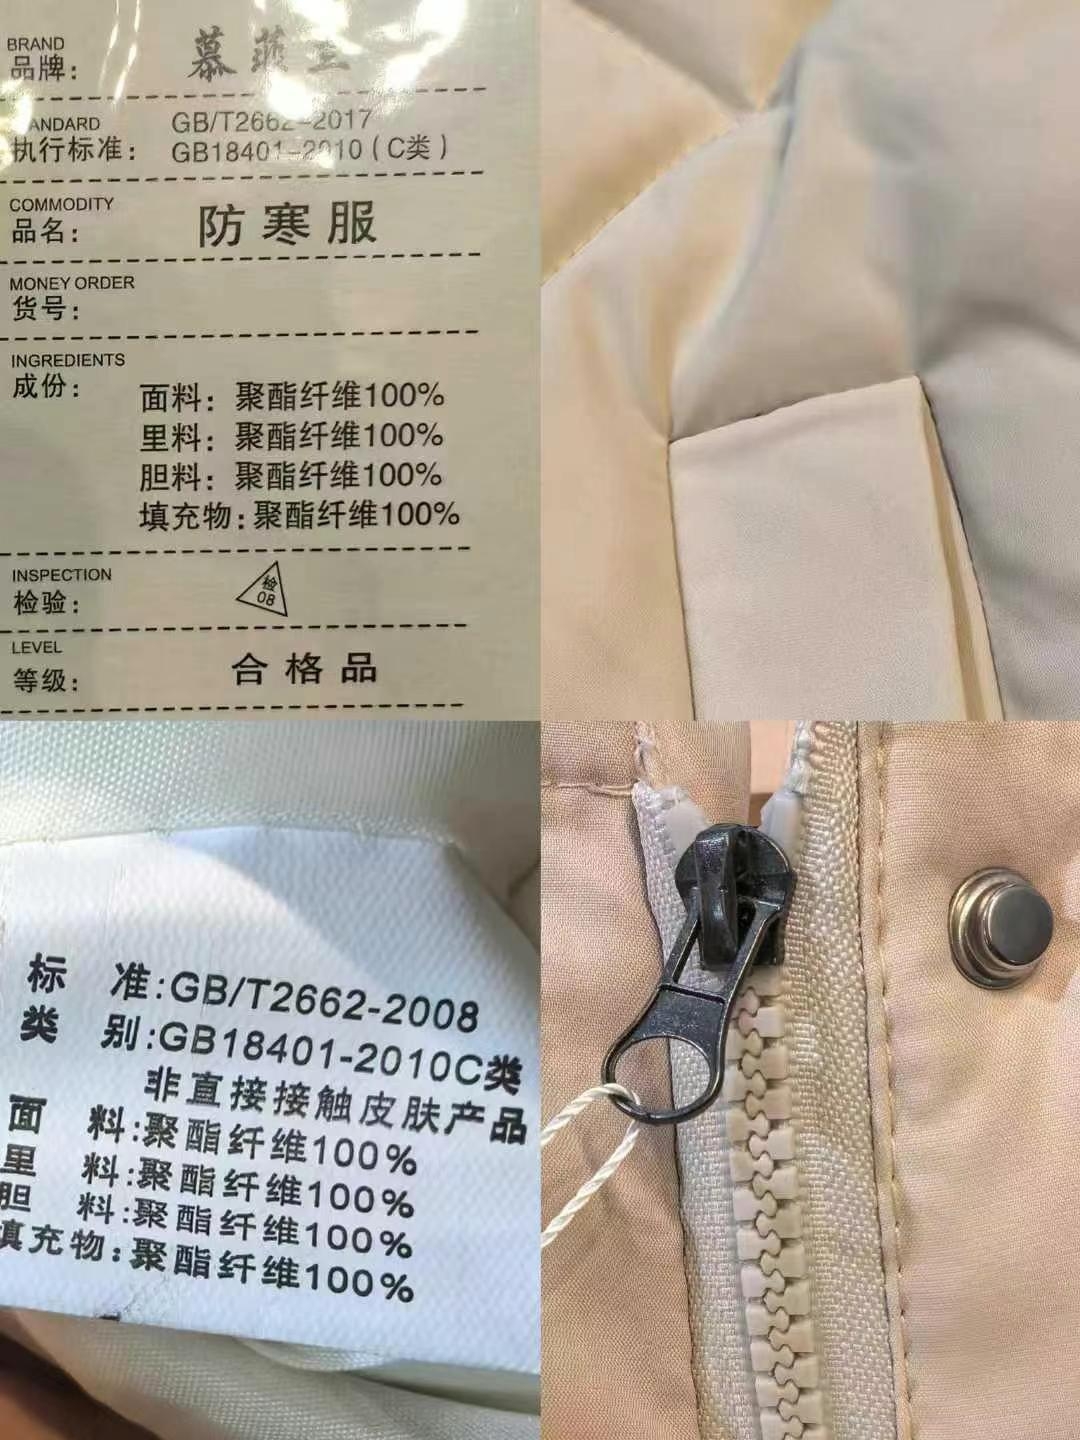 BRAND
品牌：
慕菲兰
STANDARD
执行标准：
GB/T2662-2017
GB18401-2010（C类）
COMMODITY
品名：
防寒服
MONEY ORDER
货号：
INGREDIENTS
成份：
面料：聚酯纤维100%
里料：聚酯纤维100%
胆料：聚酯纤维100%
填充物：聚酯纤维100%
INSPECTION
检验：
检
08
LEVEL
等级：
合格品
标 准:GB/T2662-2008
类 别:GB18401-2010C类
非直接接触皮肤产品
面 料:聚酯纤维100%
里 料:聚酯纤维100%
胆 料:聚酯纤维100%
填充物:聚酯纤维100%